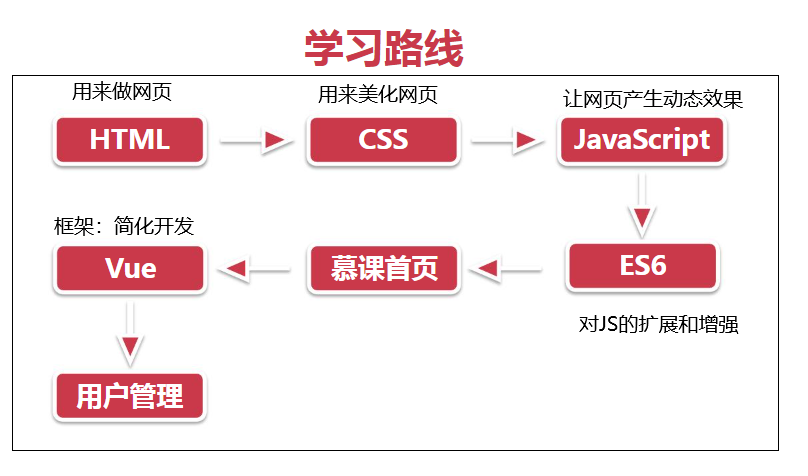 学习路线
用来做网页
HTML
用来美化网页
CSS
让网页产生动态效果
JavaScript
ES6
对JS的扩展和增强
慕课首页
框架：简化开发
Vue
用户管理